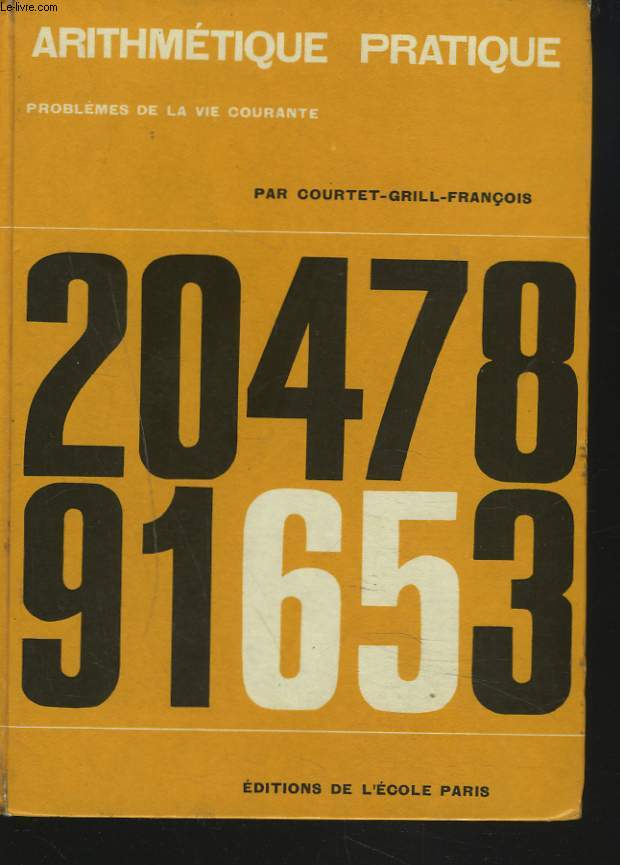 Le-livre.com
ARITHMÉTIQUE PRATIQUE
PROBLÈMES DE LA VIE COURANTE
PAR COURTET-GRILL-FRANÇOIS
20478
91653
ÉDITIONS DE L'ÉCOLE PARIS